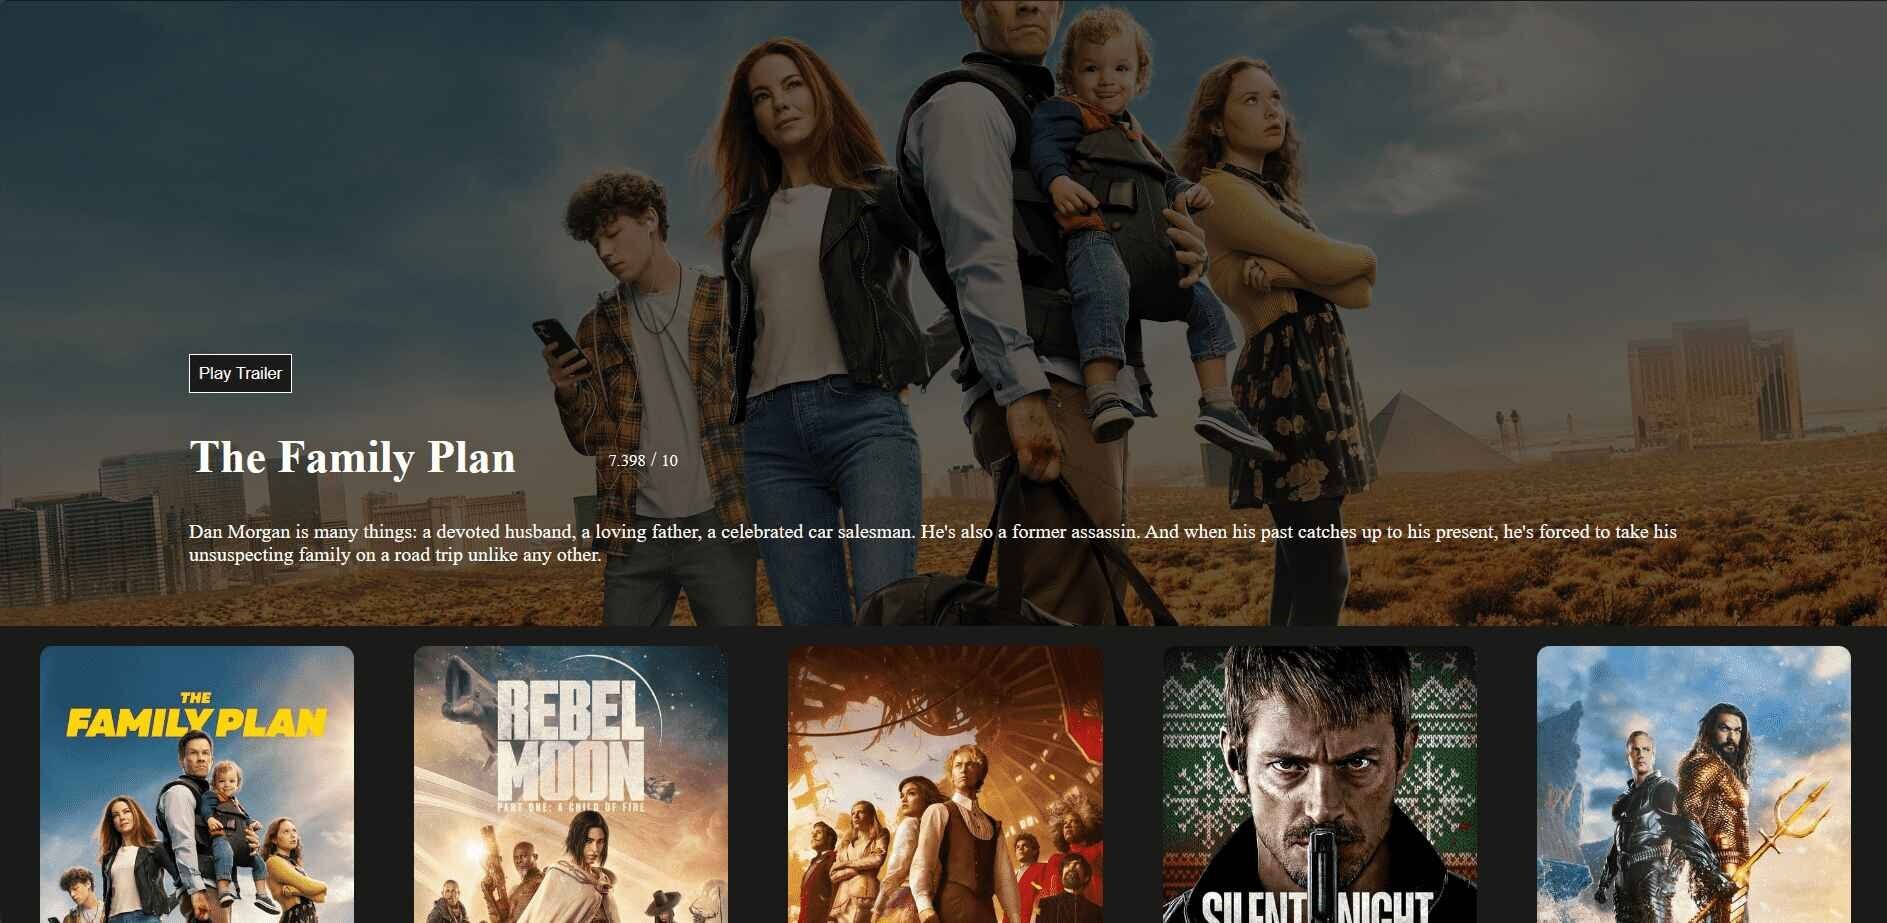 Play Trailer
The Family Plan
7.398 / 10
Dan Morgan is many things: a devoted husband, a loving father, a celebrated car salesman. He's also a former assassin. And when his past catches up to his present, he's forced to take his
unsuspecting family on a road trip unlike any other.
THE
FAMILY PLAN
REBEL
MOON
PART ONE: A CHILD OF FIRE
SILENT NIGHT